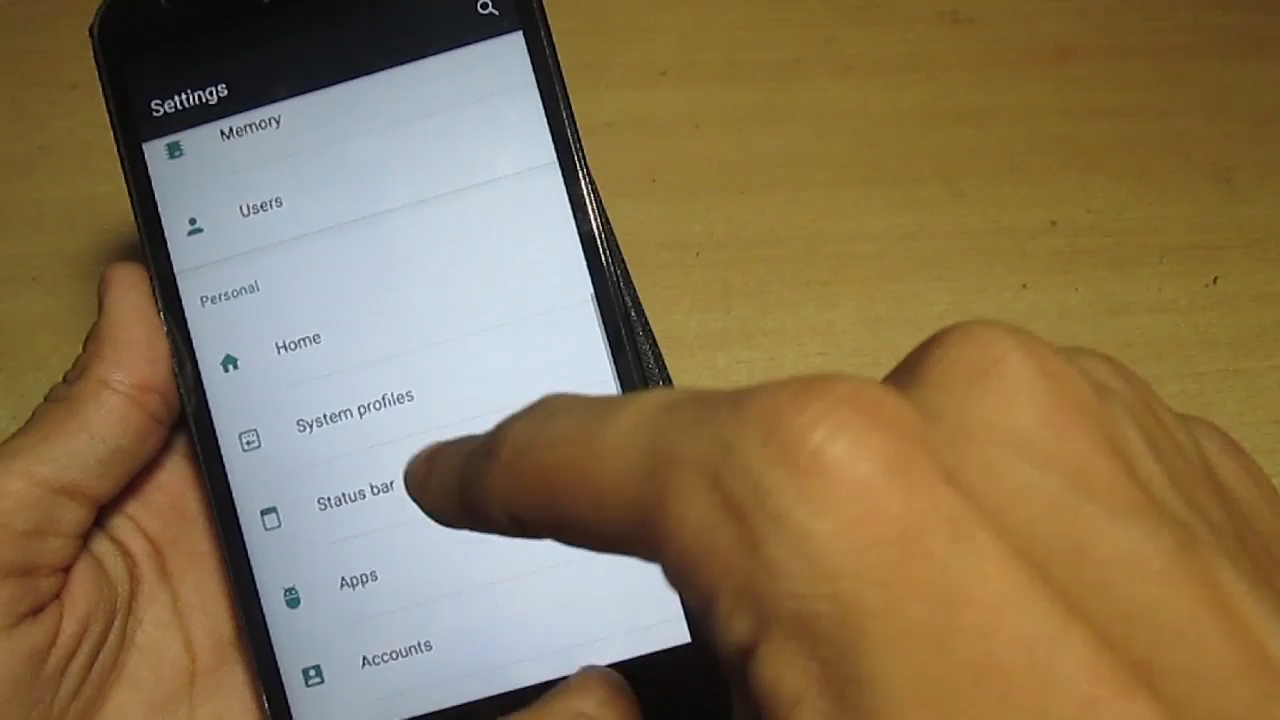 Settings
Memory
Users
Personal
Home
System profiles
Status bar
Apps
Accounts